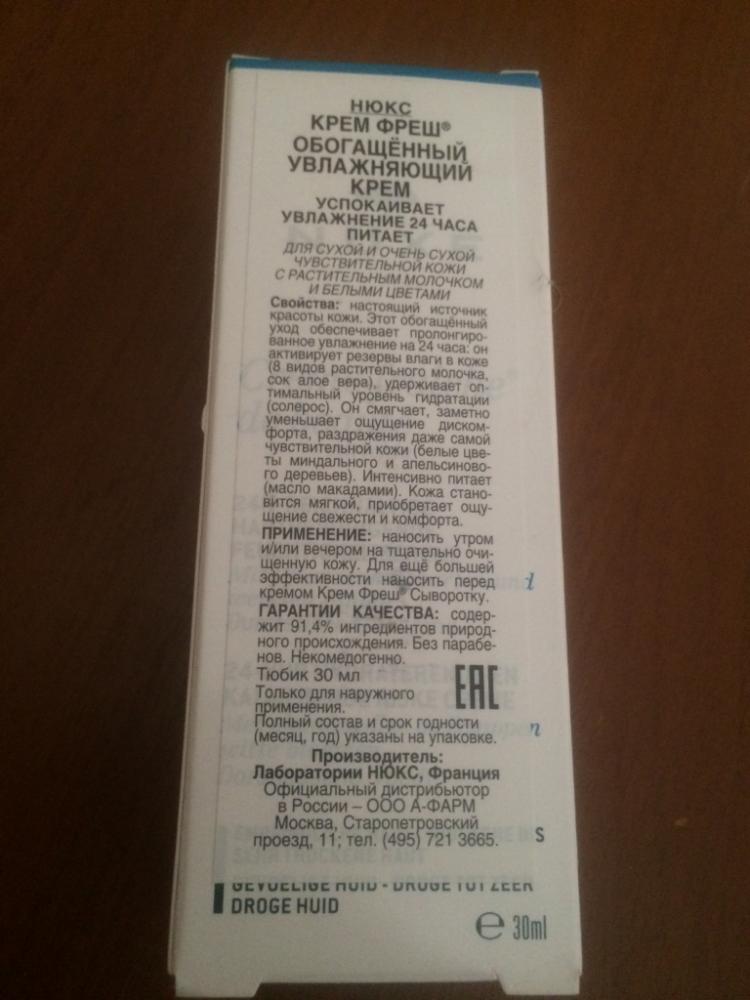 НЮКС
КРЕМ ФРЕШ®
ОБОГАЩЁННЫЙ
УВЛАЖНЯЮЩИЙ
КРЕМ
УСПОКАИВАЕТ
УВЛАЖНЕНИЕ 24 ЧАСА
ПИТАЕТ
ДЛЯ СУХОЙ И ОЧЕНЬ СУХОЙ
ЧУВСТВИТЕЛЬНОЙ КОЖИ
С РАСТИТЕЛЬНЫМ МОЛОЧКОМ
И БЕЛЫМИ ЦВЕТАМИ
Свойства: настоящий источник
красоты кожи. Этот обогащённый
уход обеспечивает пролонгиро-
ванное увлажнение на 24 часа: он
активирует резервы влаги в коже
(8 видов растительного молочка,
сок алое вера), удерживает оп-
тимальный уровень гидратации
(солерос). Он смягчает, заметно
уменьшает ощущение диском-
форта, раздражения даже самой
чувствительной кожи (белые цве-
ты миндального и апельсиново-
го деревьев). Интенсивно питает
(масло макадамии). Кожа стано-
вится мягкой, приобретает ощу-
щение свежести и комфорта.
ПРИМЕНЕНИЕ: наносить утром
и/или вечером на тщательно очи-
щенную кожу. Для ещё большей
эффективности наносить перед
кремом Крем Фреш® Сыворотку.
ГАРАНТИИ КАЧЕСТВА: содер-
жит 91,4% ингредиентов природ-
ного происхождения. Без парабе-
нов. Некомедогенно.
Тюбик 30 мл
Только для наружного
применения.
EAC
Полный состав и срок годности
(месяц, год) указаны на упаковке.
Производитель:
Лаборатории НЮКС, Франция
Официальный дистрибьютор
в России – ООО А-ФАРМ
Москва, Старопетровский
проезд, 11; тел. (495) 721 3665.
GEVOELIGE HUID - DROGE TOT ZEER
DROGE HUID
℮ 30ml